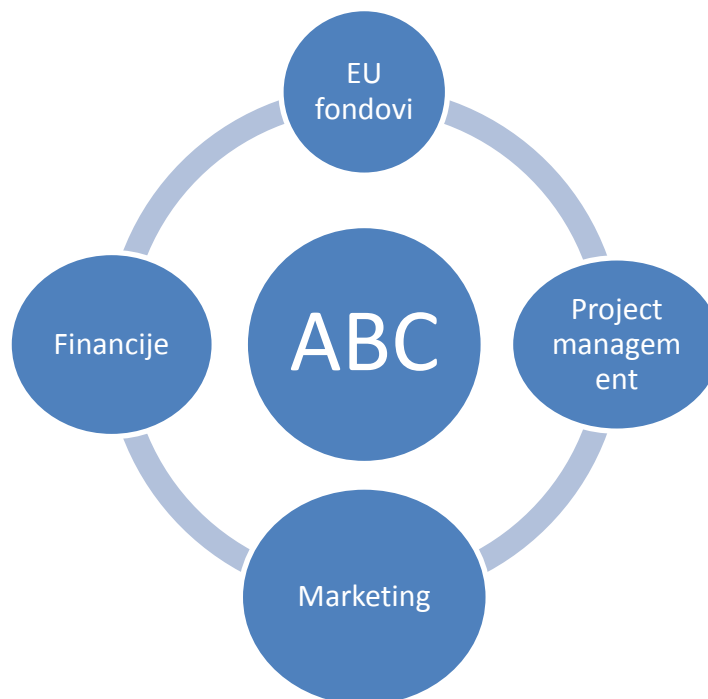 EU
fondovi
Financije
ABC
Project
managem
ent
Marketing